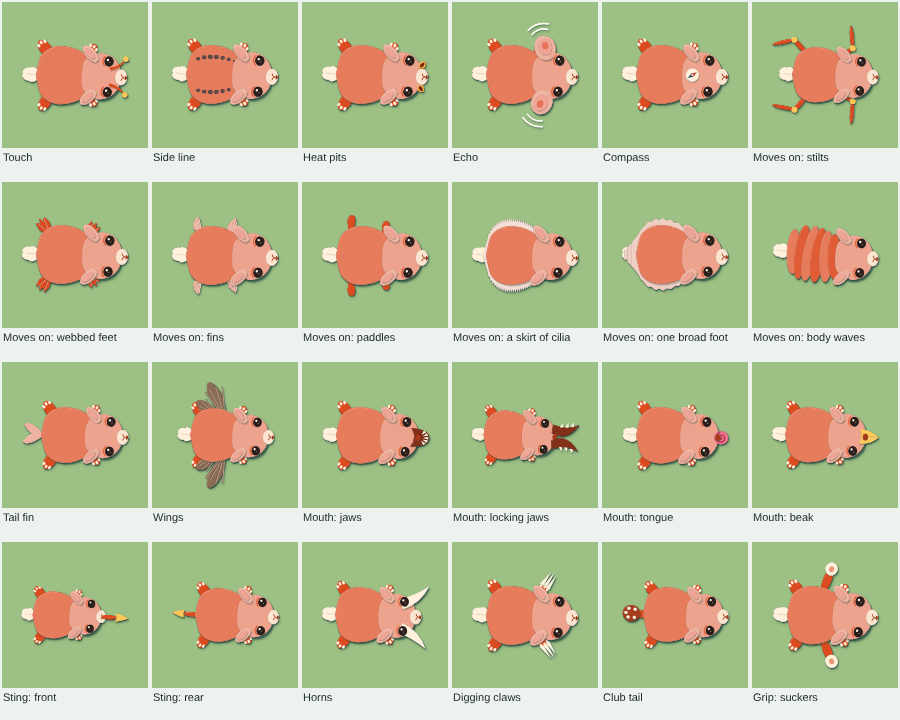 Touch
Side line
Heat pits
Echo
Compass
Moves on: stilts
Moves on: webbed feet
Moves on: fins
Moves on: paddles
Moves on: a skirt of cilia
Moves on: one broad foot
Moves on: body waves
Tail fin
Wings
Mouth: jaws
Mouth: locking jaws
Mouth: tongue
Mouth: beak
Sting: front
Sting: rear
Horns
Digging claws
Club tail
Grip: suckers